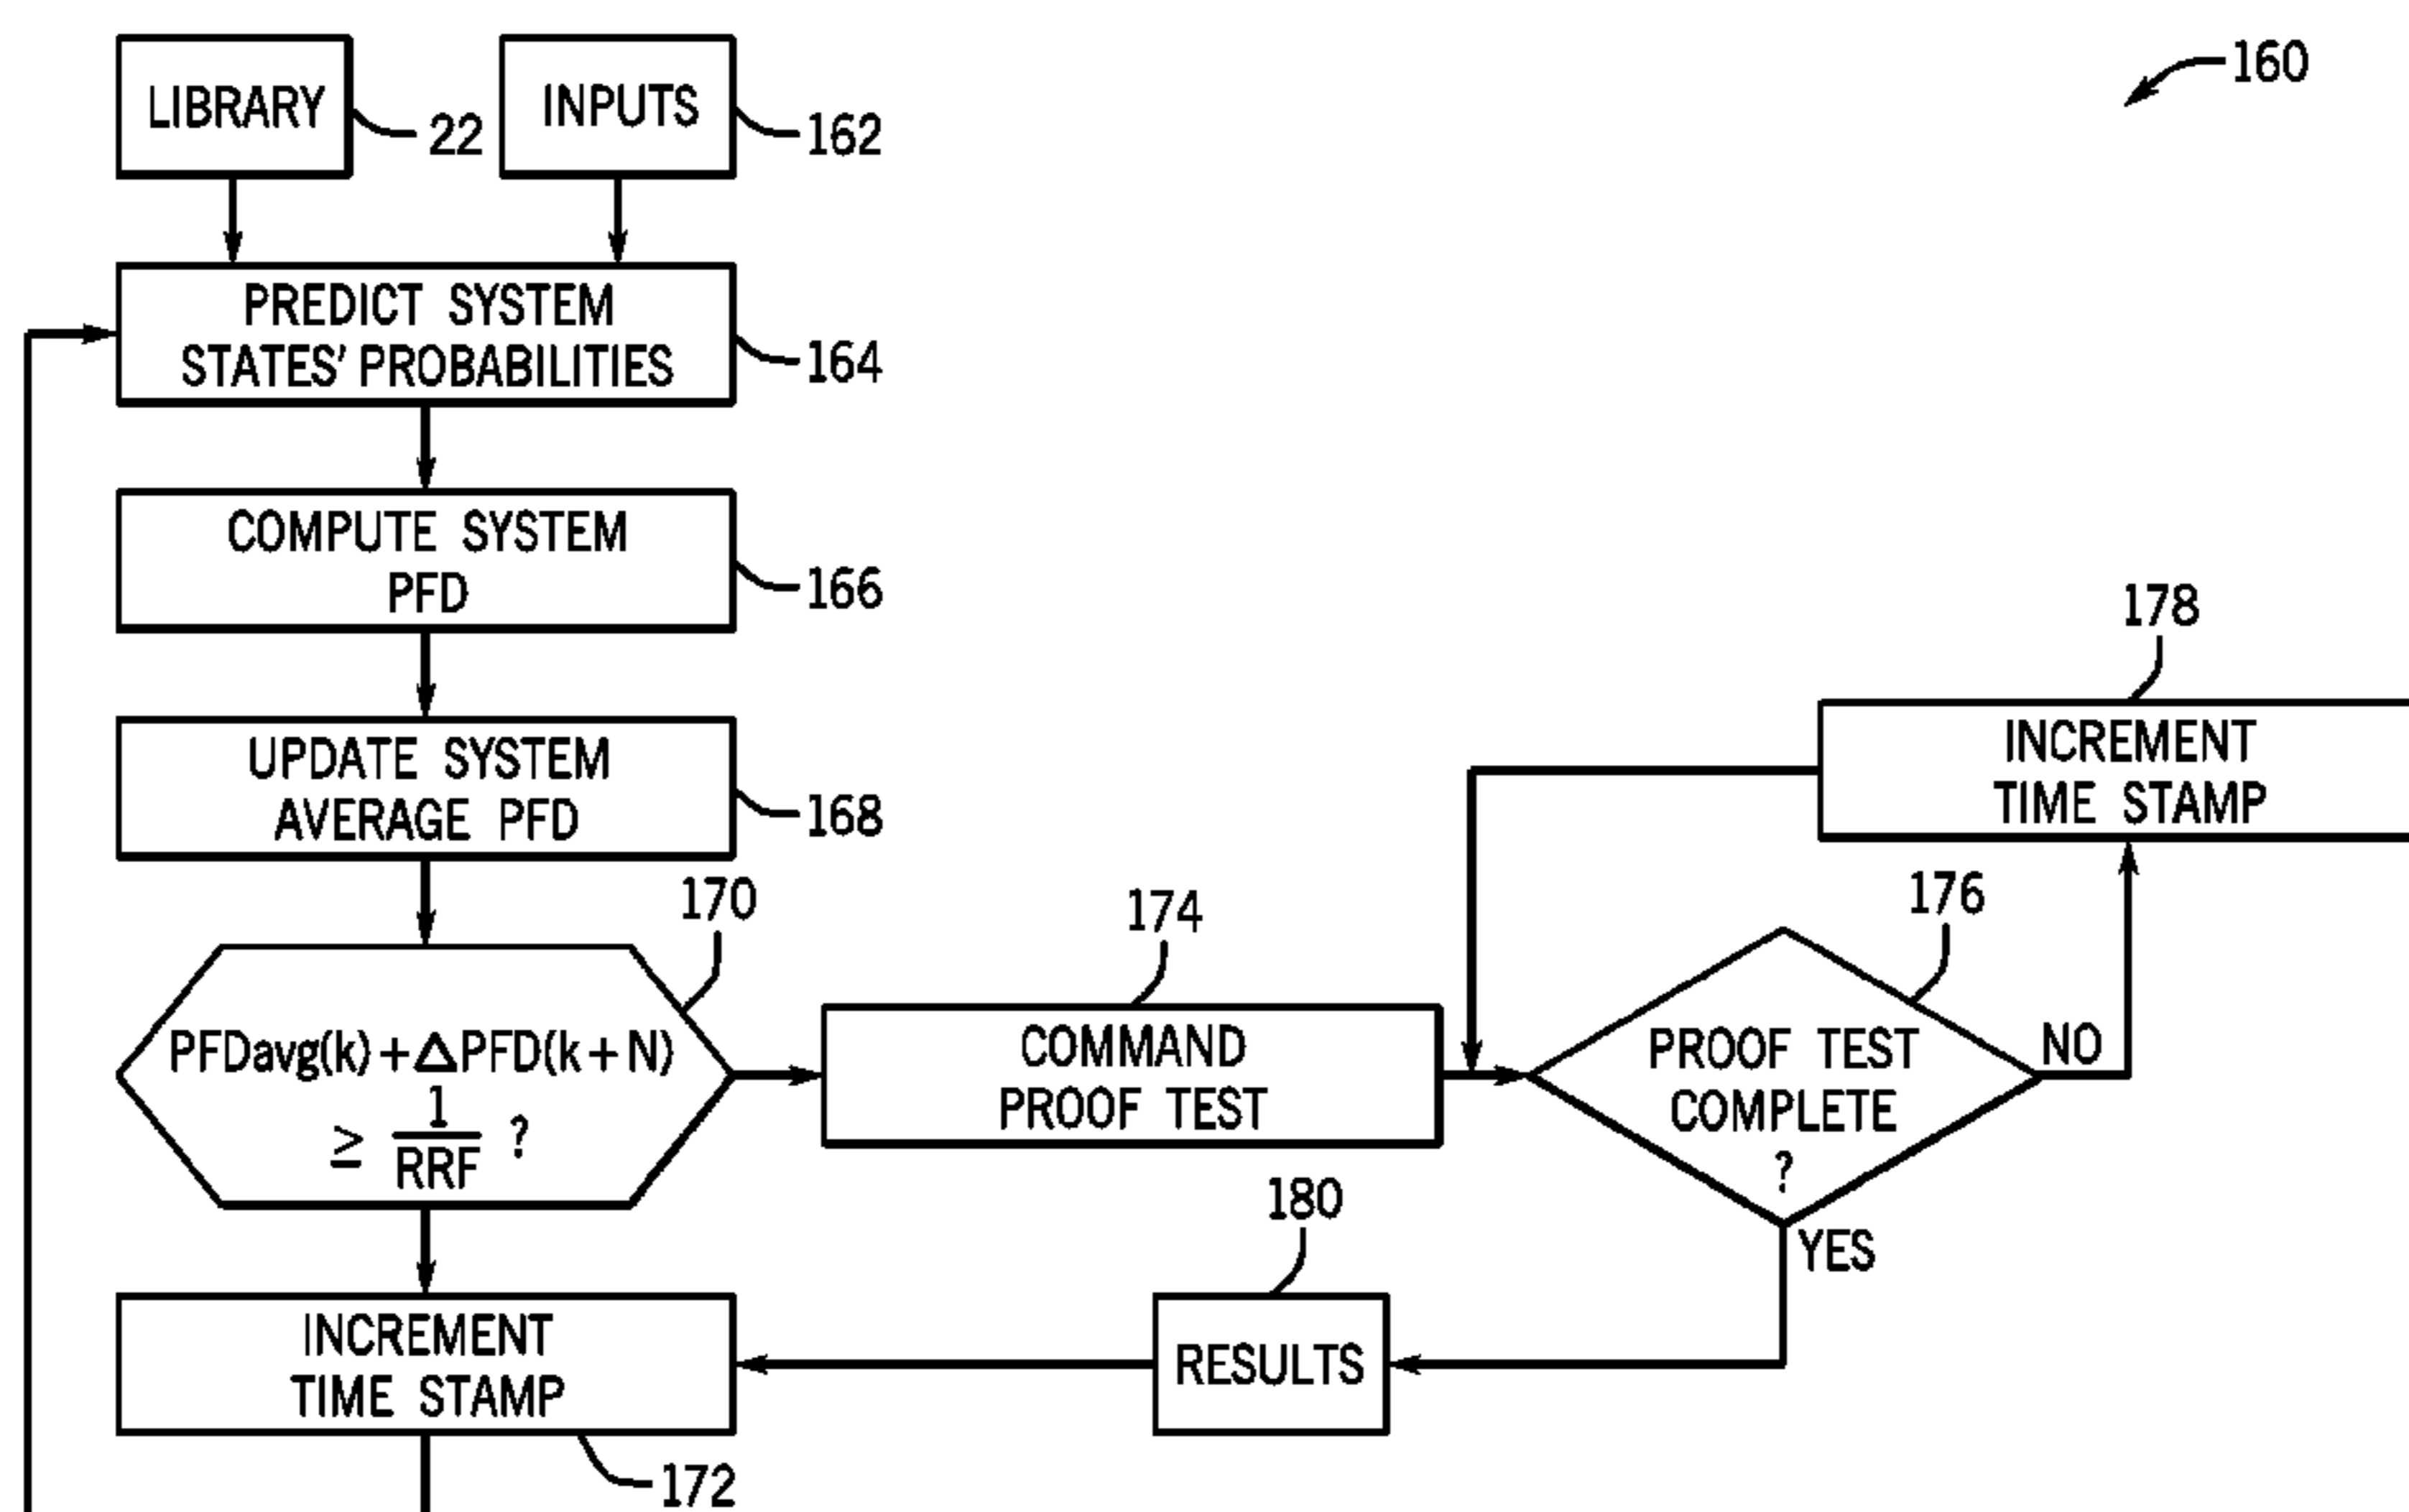 160
LIBRARY
22
INPUTS
162
PREDICT SYSTEM
STATES' PROBABILITIES
164
COMPUTE SYSTEM
PFD
166
UPDATE SYSTEM
AVERAGE PFD
168
170
PFDavg(k)+△PFD(k+N)
≥ 1/RRF ?
174
COMMAND
PROOF TEST
178
INCREMENT
TIME STAMP
176
PROOF TEST
COMPLETE
?
NO
YES
180
RESULTS
INCREMENT
TIME STAMP
172